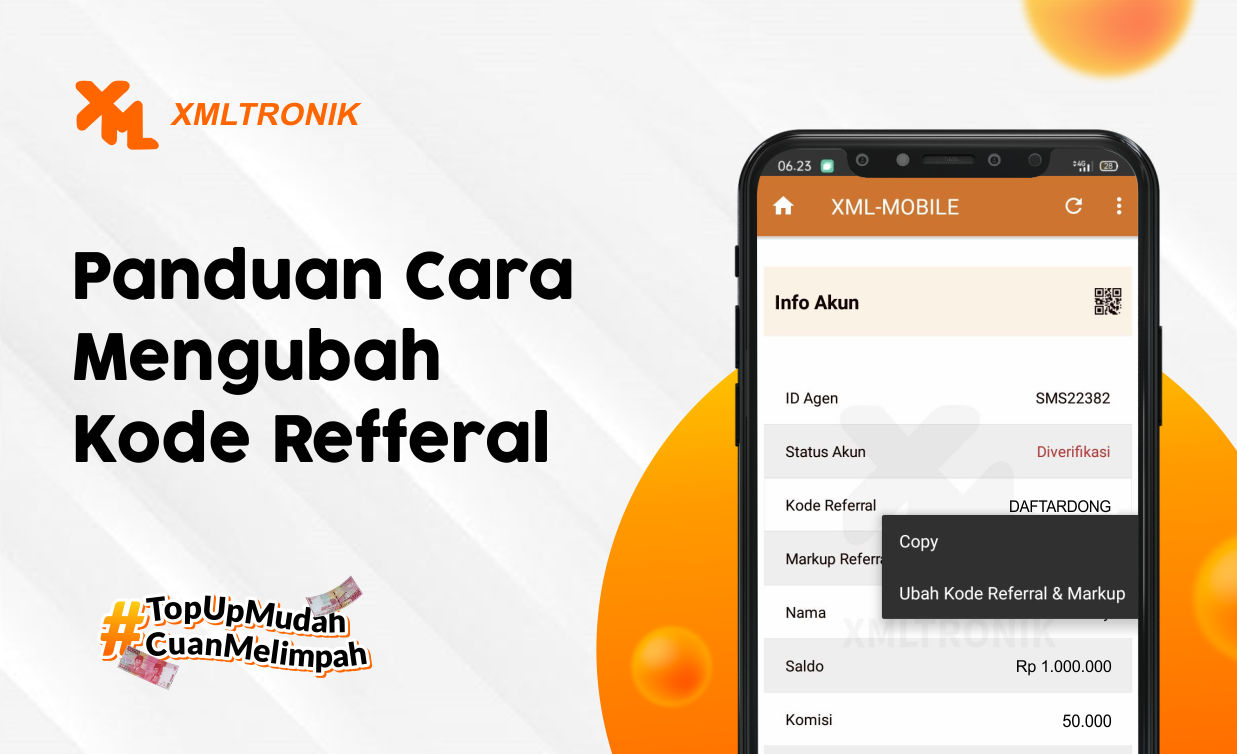 XMLTRONIK
Panduan Cara
Mengubah
Kode Refferal
#TopUpMudah
CuanMelimpah
06.23
4G
28
XML-MOBILE
Info Akun
ID Agen SMS22382
Status Akun Diverifikasi
Kode Referral DAFTARDONG
Copy
Markup Referra
Ubah Kode Referral & Markup
Nama
XMLTRONIK
Saldo Rp 1.000.000
Komisi 50.000